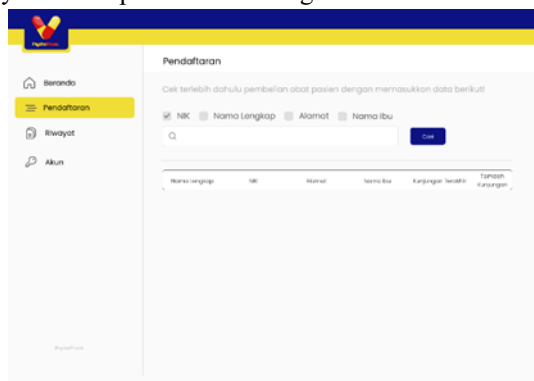 Pendaftaran
Beranda
Cek terlebih dahulu pembelian obat pasien dengan memasukkan data berikut!
Pendaftaran
NIK Nama Lengkap Alamat Nama Ibu
Riwayat
Cari
Akun
Nama Lengkap NIK Alamat Nama Ibu Kunjungan Terakhir Tambah Kunjungan